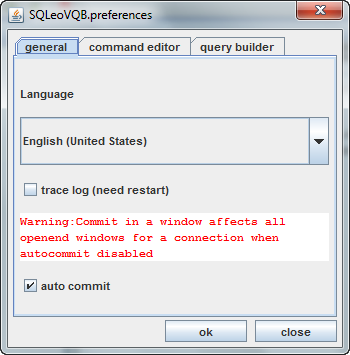 SQLeoVQB.preferences
general command editor query builder
Language
English (United States)
trace log (need restart)
Warning:Commit in a window affects all
openend windows for a connection when
autocommit disabled
auto commit
ok close